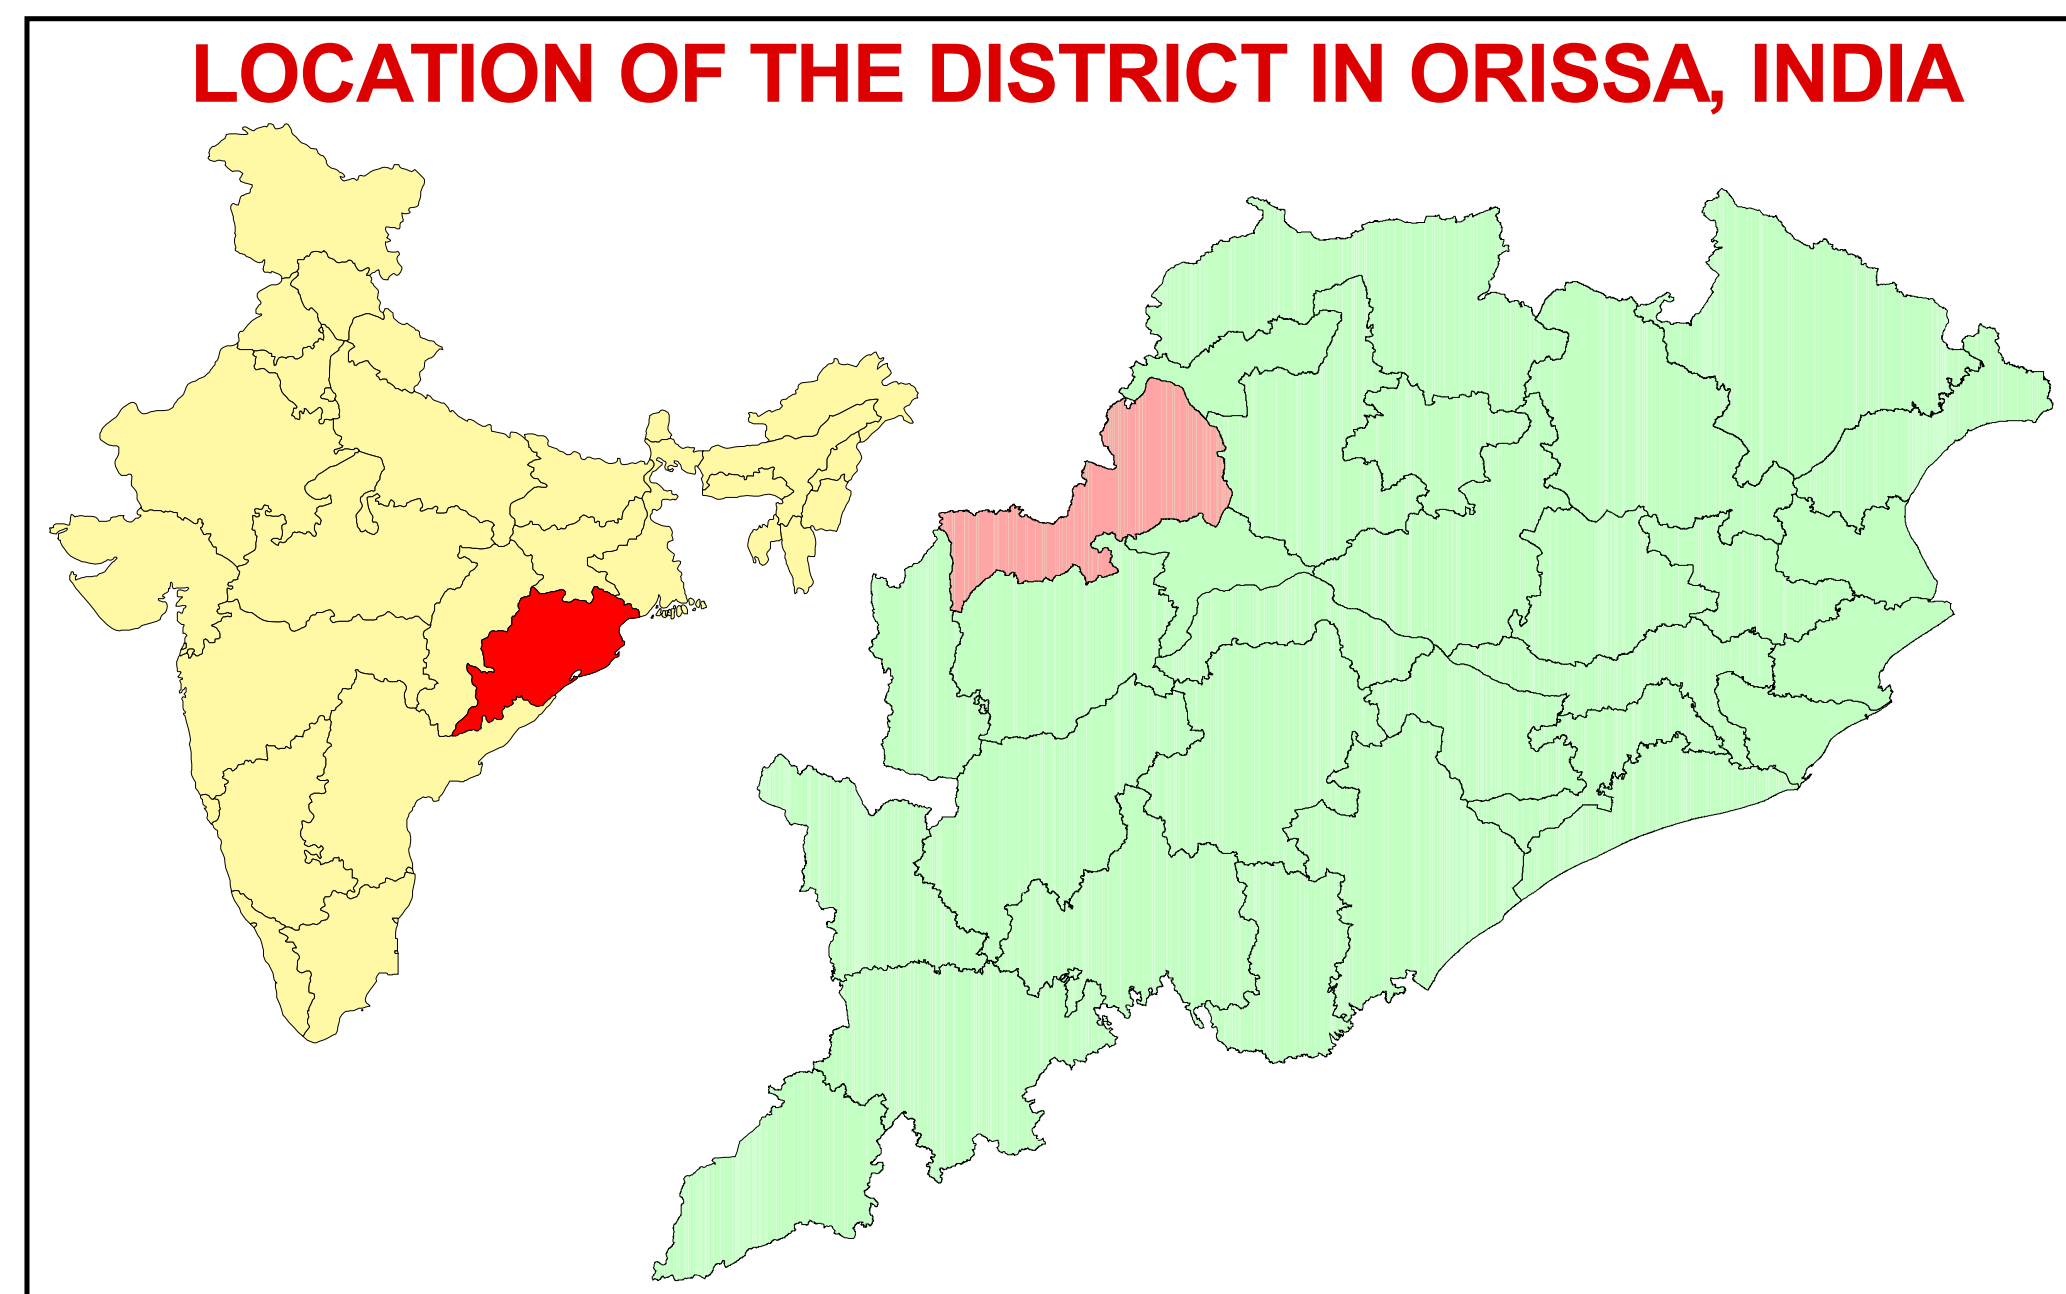 LOCATION OF THE DISTRICT IN ORISSA, INDIA